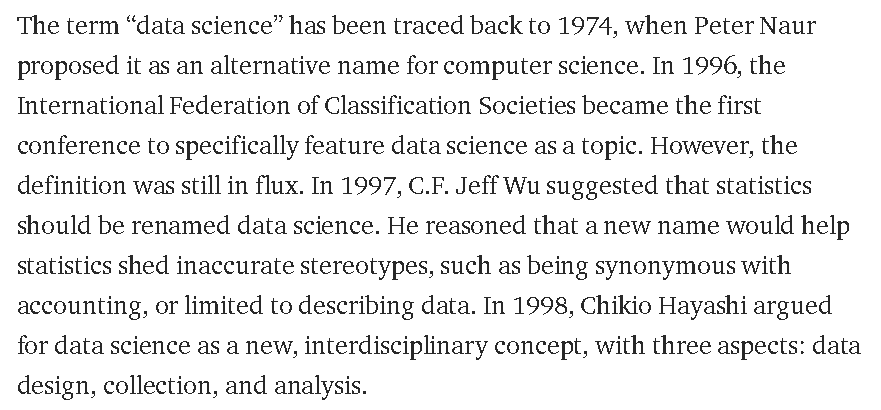 The term “data science” has been traced back to 1974, when Peter Naur
proposed it as an alternative name for computer science. In 1996, the
International Federation of Classification Societies became the first
conference to specifically feature data science as a topic. However, the
definition was still in flux. In 1997, C.F. Jeff Wu suggested that statistics
should be renamed data science. He reasoned that a new name would help
statistics shed inaccurate stereotypes, such as being synonymous with
accounting, or limited to describing data. In 1998, Chikio Hayashi argued
for data science as a new, interdisciplinary concept, with three aspects: data
design, collection, and analysis.